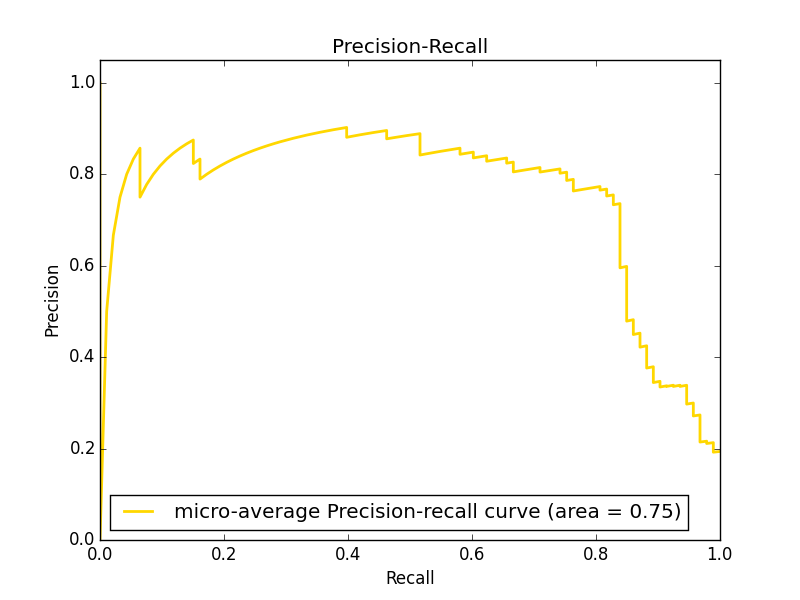 Precision-Recall
1.0
0.8
0.6
0.4
0.2
0.0
Precision
micro-average Precision-recall curve (area = 0.75)
0.0 0.2 0.4 0.6 0.8 1.0
Recall